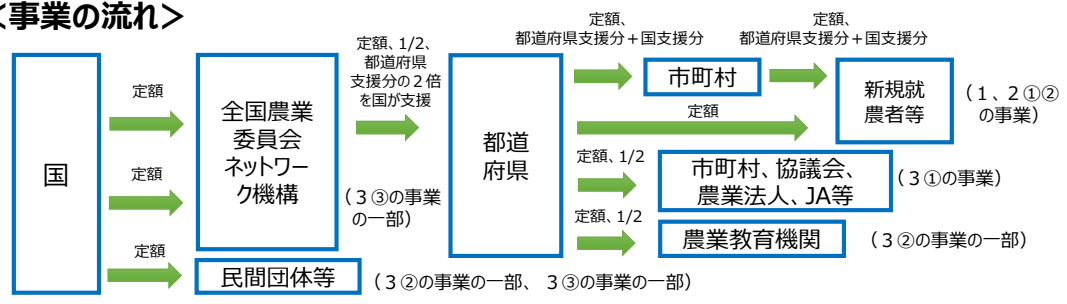 <事業の流れ>
国
定額
定額
定額
全国農業
委員会
ネットワー
ク機構
(3③の事業
の一部)
民間団体等
(3②の事業の一部、3③の事業の一部)
定額、1/2、
都道府県
支援分の2倍
を国が支援
都道
府県
定額、
都道府県支援分+国支援分
市町村
定額、
都道府県支援分+国支援分
定額
新規就
農者等
(1、2①②
の事業)
定額、1/2
市町村、協議会、
農業法人、JA等
(3①の事業)
定額、1/2
農業教育機関
(3②の事業の一部)